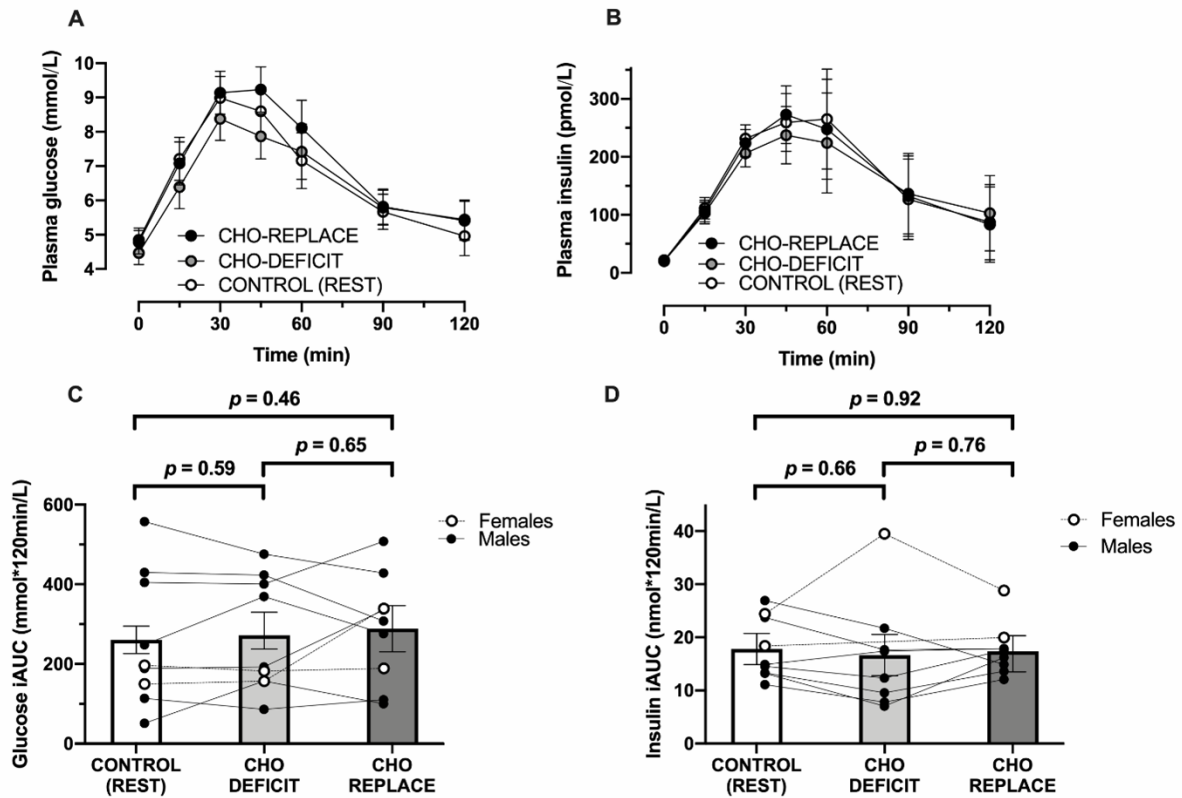 A
Plasma glucose (mmol/L)
10
9
8
7
6
5
4
CHO-REPLACE
CHO-DEFICIT
CONTROL (REST)
0 30 60 90 120
Time (min)
B
Plasma insulin (pmol/L)
300
200
100
0
CHO-REPLACE
CHO-DEFICIT
CONTROL (REST)
0 30 60 90 120
Time (min)
C
p = 0.46
p = 0.65
p = 0.59
Glucose iAUC (mmol*120min/L)
600
400
200
0
Females
Males
CONTROL CHO CHO
(REST) DEFICIT REPLACE
D
p = 0.92
p = 0.76
p = 0.66
Insulin iAUC (nmol*120min/L)
40
30
20
10
0
Females
Males
CONTROL CHO CHO
(REST) DEFICIT REPLACE